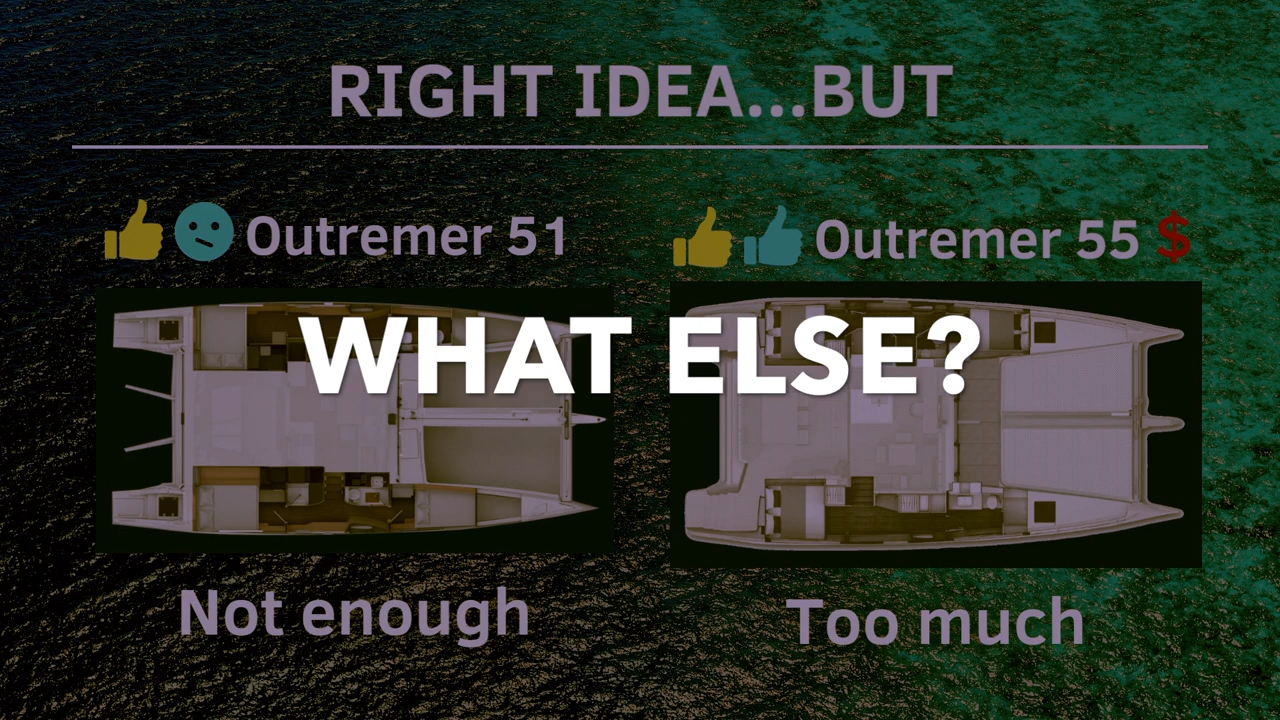 RIGHT IDEA...BUT
Outremer 51
Outremer 55 $
WHAT ELSE?
Not enough
Too much